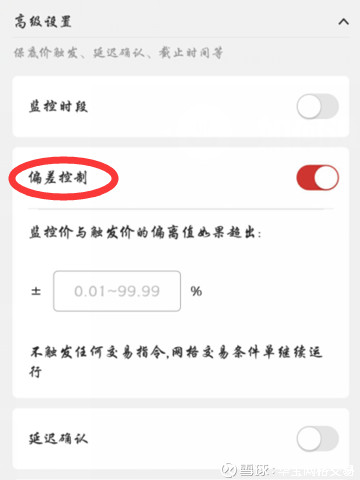 高级设置
保底价触发、延迟确认、截止时间等
监控时段
偏差控制
监控价与触发价的偏离值如果超出:
± 0.01~99.99 %
不触发任何交易指令,网格交易条件单继续运
行
延迟确认
雪球